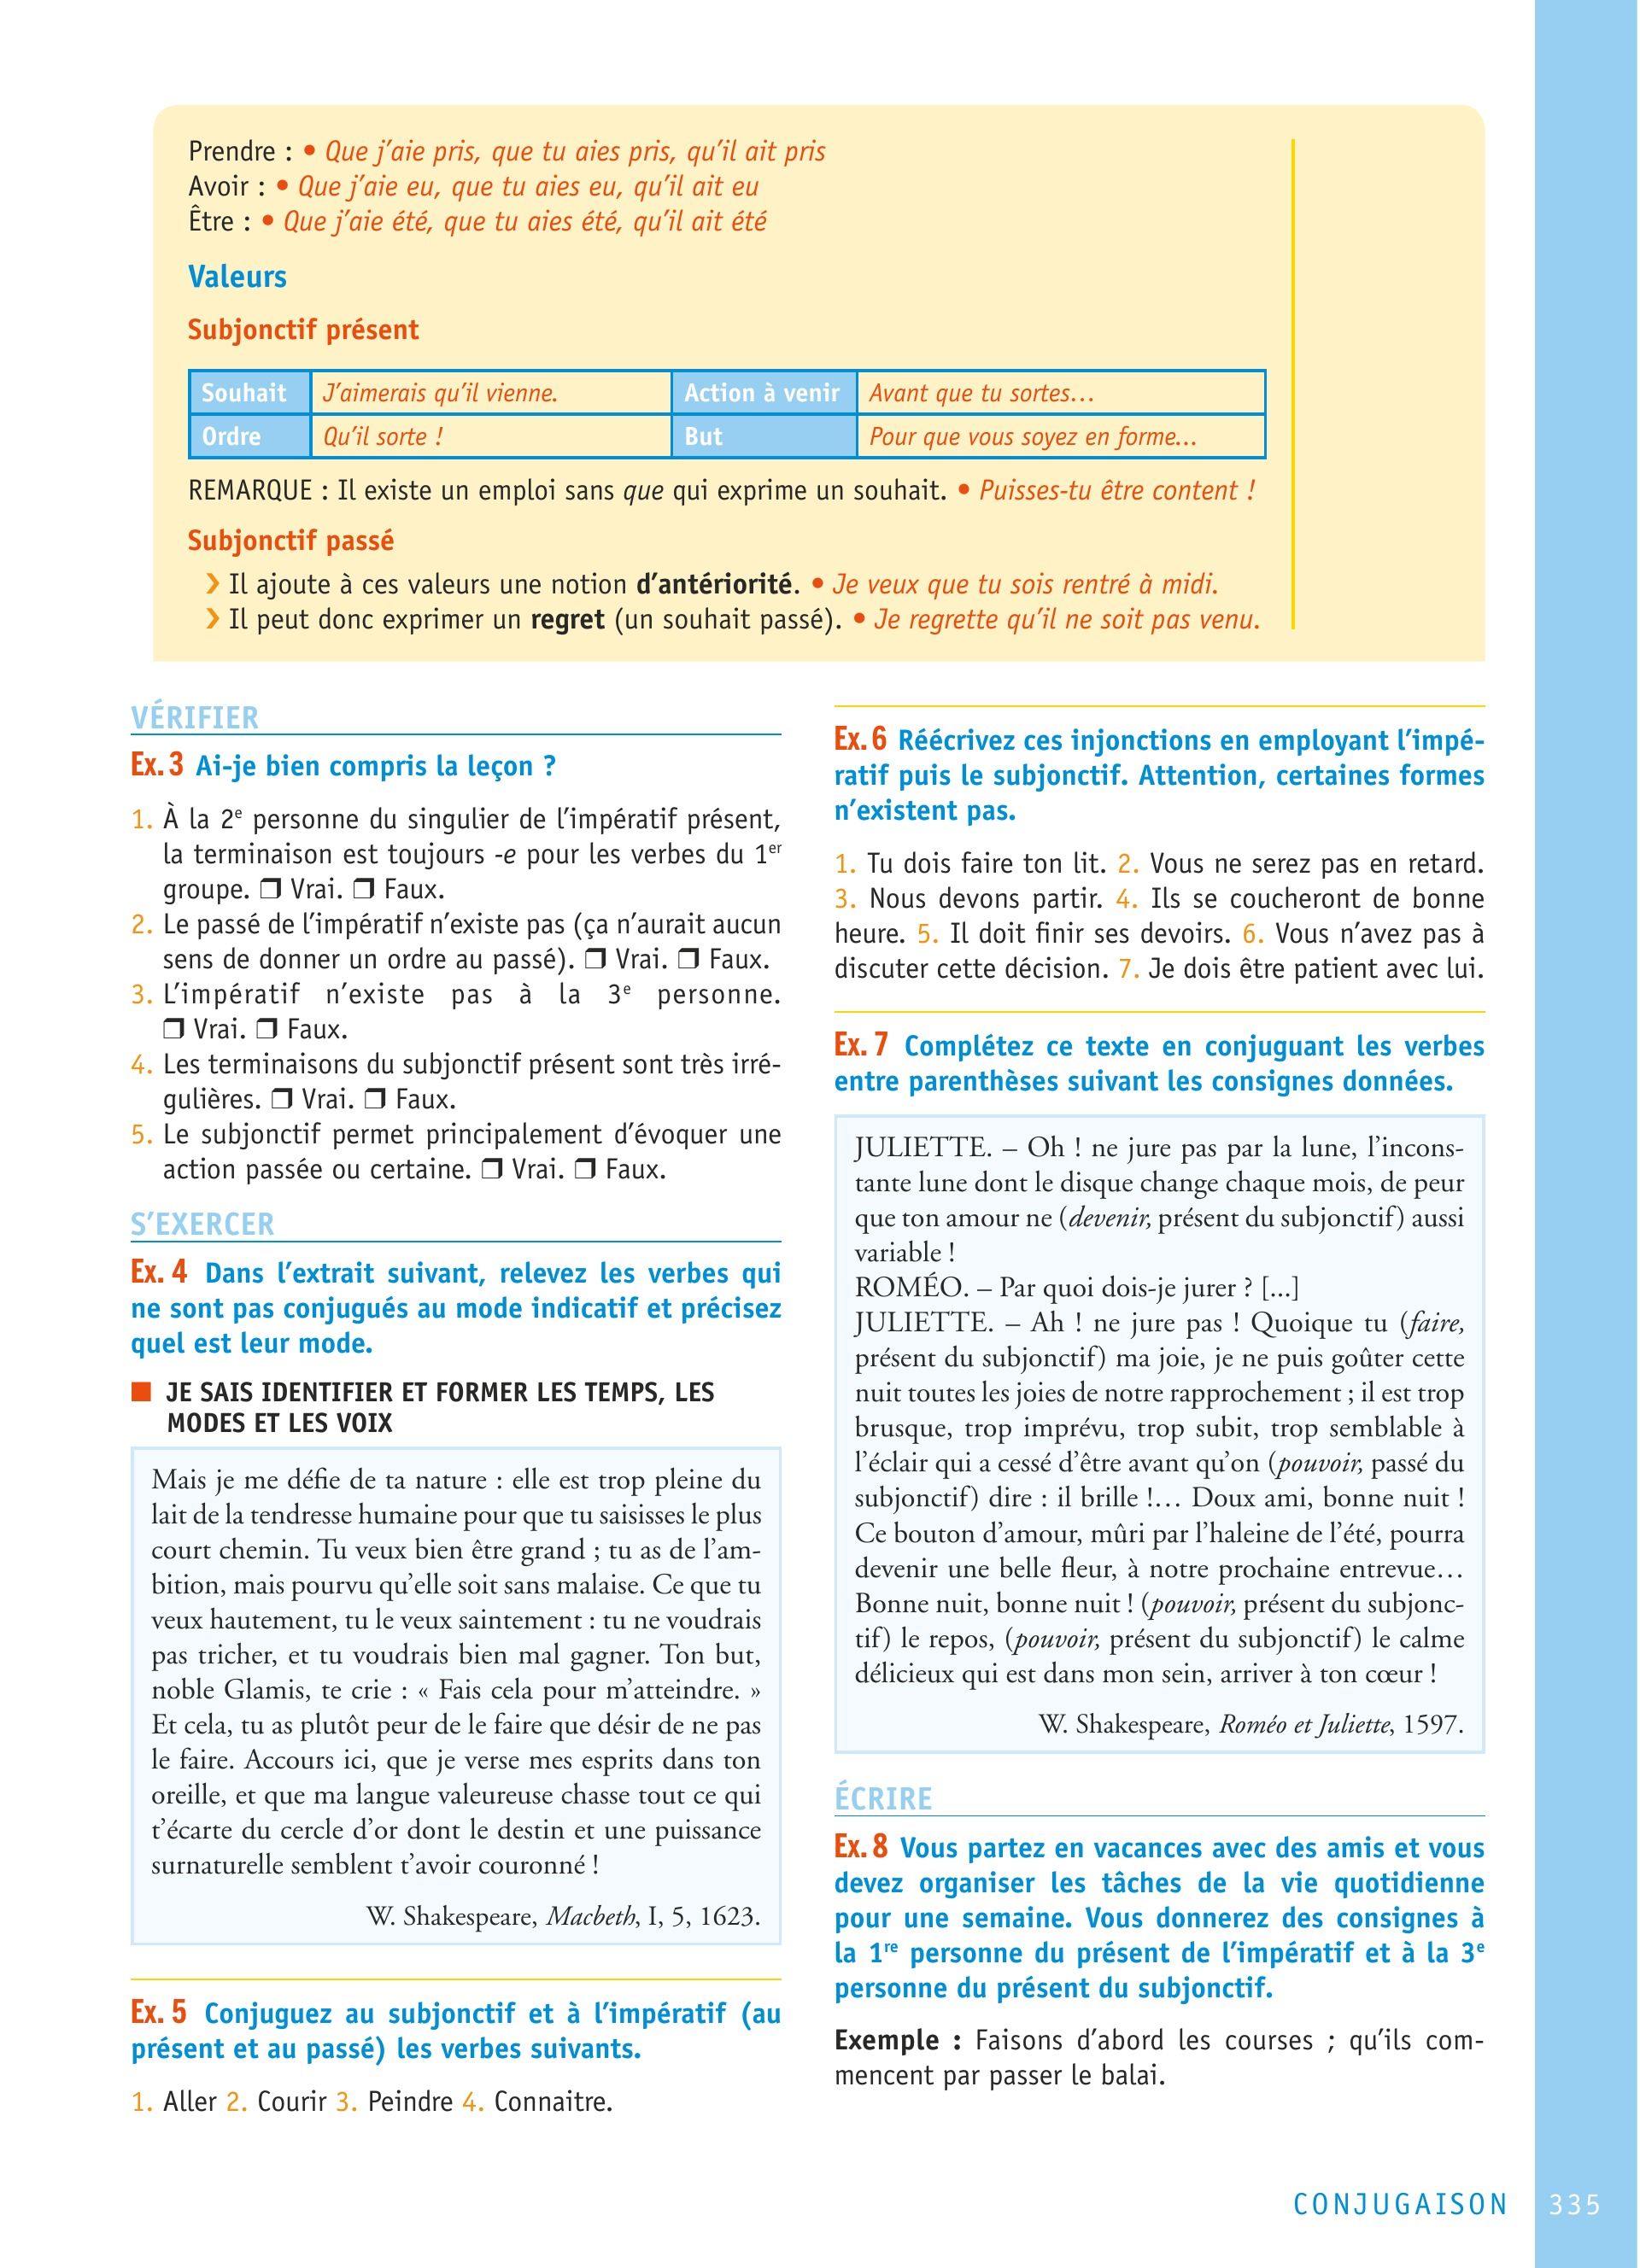 Prendre : • Que j'aie pris, que tu aies pris, qu'il ait pris
Avoir : • Que j'aie eu, que tu aies eu, qu'il ait eu
Être : • Que j'aie été, que tu aies été, qu'il ait été
Valeurs
Subjonctif présent
Souhait J'aimerais qu'il vienne. Action à venir Avant que tu sortes…
Ordre Qu'il sorte ! But Pour que vous soyez en forme…
REMARQUE : Il existe un emploi sans que qui exprime un souhait. • Puisses-tu être content !
Subjonctif passé
› Il ajoute à ces valeurs une notion d'antériorité. • Je veux que tu sois rentré à midi.
› Il peut donc exprimer un regret (un souhait passé). • Je regrette qu'il ne soit pas venu.
VÉRIFIER
Ex. 3 Ai-je bien compris la leçon ?
1. À la 2e personne du singulier de l'impératif présent,
la terminaison est toujours -e pour les verbes du 1er
groupe. ❒ Vrai. ❒ Faux.
2. Le passé de l'impératif n'existe pas (ça n'aurait aucun
sens de donner un ordre au passé). ❒ Vrai. ❒ Faux.
3. L'impératif n'existe pas à la 3e personne.
❒ Vrai. ❒ Faux.
4. Les terminaisons du subjonctif présent sont très irré-
gulières. ❒ Vrai. ❒ Faux.
5. Le subjonctif permet principalement d'évoquer une
action passée ou certaine. ❒ Vrai. ❒ Faux.
S'EXERCER
Ex. 4 Dans l'extrait suivant, relevez les verbes qui
ne sont pas conjugués au mode indicatif et précisez
quel est leur mode.
■ JE SAIS IDENTIFIER ET FORMER LES TEMPS, LES
MODES ET LES VOIX
Mais je me défie de ta nature : elle est trop pleine du
lait de la tendresse humaine pour que tu saisisses le plus
court chemin. Tu veux bien être grand ; tu as de l'am-
bition, mais pourvu qu'elle soit sans malaise. Ce que tu
veux hautement, tu le veux saintement : tu ne voudrais
pas tricher, et tu voudrais bien mal gagner. Ton but,
noble Glamis, te crie : « Fais cela pour m'atteindre. »
Et cela, tu as plutôt peur de le faire que désir de ne pas
le faire. Accours ici, que je verse mes esprits dans ton
oreille, et que ma langue valeureuse chasse tout ce qui
t'écarte du cercle d'or dont le destin et une puissance
surnaturelle semblent t'avoir couronné !
W. Shakespeare, Macbeth, I, 5, 1623.
Ex. 5 Conjuguez au subjonctif et à l'impératif (au
présent et au passé) les verbes suivants.
1. Aller 2. Courir 3. Peindre 4. Connaitre.
Ex. 6 Réécrivez ces injonctions en employant l'impé-
ratif puis le subjonctif. Attention, certaines formes
n'existent pas.
1. Tu dois faire ton lit. 2. Vous ne serez pas en retard.
3. Nous devons partir. 4. Ils se coucheront de bonne
heure. 5. Il doit finir ses devoirs. 6. Vous n'avez pas à
discuter cette décision. 7. Je dois être patient avec lui.
Ex. 7 Complétez ce texte en conjuguant les verbes
entre parenthèses suivant les consignes données.
JULIETTE. – Oh ! ne jure pas par la lune, l'incons-
tante lune dont le disque change chaque mois, de peur
que ton amour ne (devenir, présent du subjonctif) aussi
variable !
ROMÉO. – Par quoi dois-je jurer ? [...]
JULIETTE. – Ah ! ne jure pas ! Quoique tu (faire,
présent du subjonctif) ma joie, je ne puis goûter cette
nuit toutes les joies de notre rapprochement ; il est trop
brusque, trop imprévu, trop subit, trop semblable à
l'éclair qui a cessé d'être avant qu'on (pouvoir, passé du
subjonctif) dire : il brille !… Doux ami, bonne nuit !
Ce bouton d'amour, mûri par l'haleine de l'été, pourra
devenir une belle fleur, à notre prochaine entrevue…
Bonne nuit, bonne nuit ! (pouvoir, présent du subjonc-
tif) le repos, (pouvoir, présent du subjonctif) le calme
délicieux qui est dans mon sein, arriver à ton cœur !
W. Shakespeare, Roméo et Juliette, 1597.
ÉCRIRE
Ex. 8 Vous partez en vacances avec des amis et vous
devez organiser les tâches de la vie quotidienne
pour une semaine. Vous donnerez des consignes à
la 1re personne du présent de l'impératif et à la 3e
personne du présent du subjonctif.
Exemple : Faisons d'abord les courses ; qu'ils com-
mencent par passer le balai.
CONJUGAISON 335